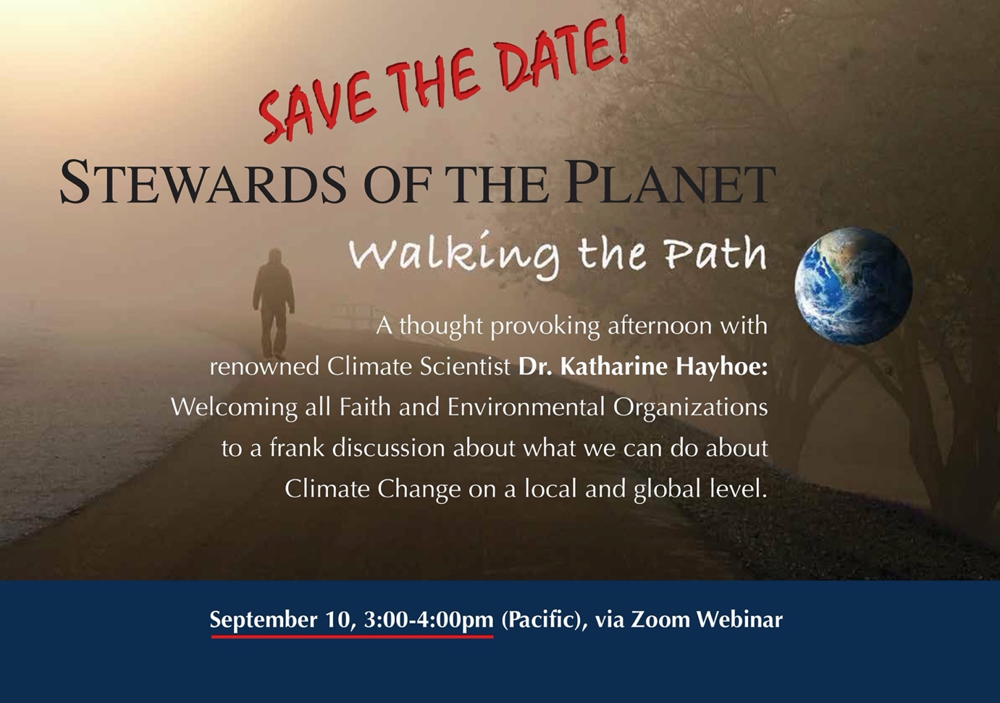 SAVE THE DATE!
STEWARDS OF THE PLANET
Walking the Path
A thought provoking afternoon with
renowned Climate Scientist Dr. Katharine Hayhoe:
Welcoming all Faith and Environmental Organizations
to a frank discussion about what we can do about
Climate Change on a local and global level.
September 10, 3:00-4:00pm (Pacific), via Zoom Webinar